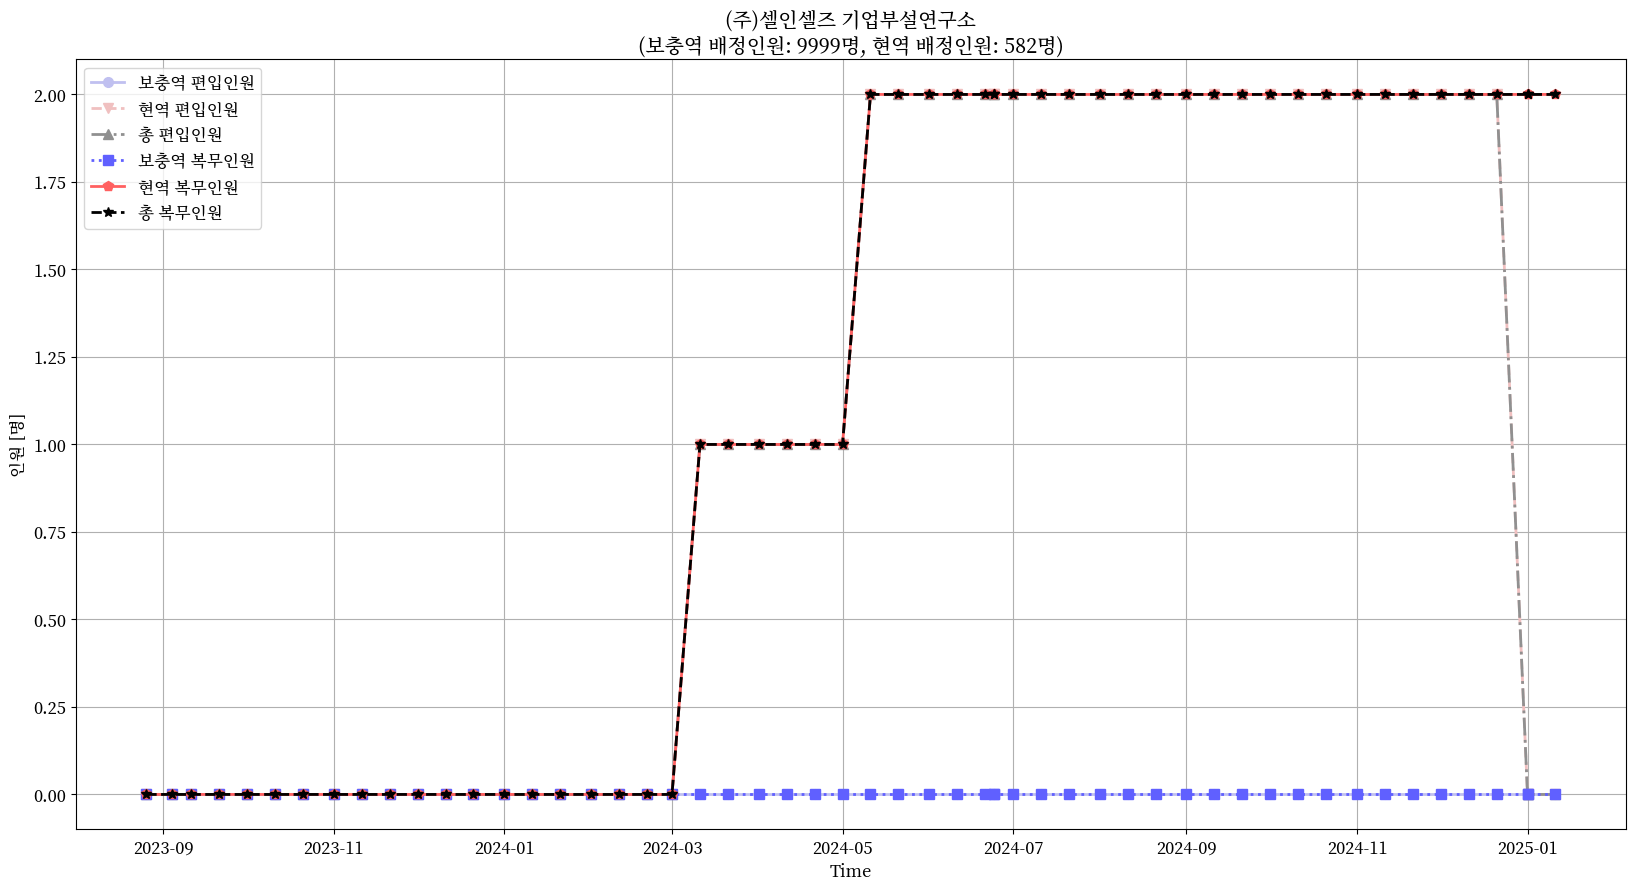 (주)셀인셀즈 기업부설연구소
(보충역 배정인원: 9999명, 현역 배정인원: 582명)
보충역 편입인원
현역 편입인원
총 편입인원
보충역 복무인원
현역 복무인원
총 복무인원
2.00
1.75
1.50
1.25
1.00
0.75
0.50
0.25
0.00
인원 [명]
2023-09 2023-11 2024-01 2024-03 2024-05 2024-07 2024-09 2024-11 2025-01
Time